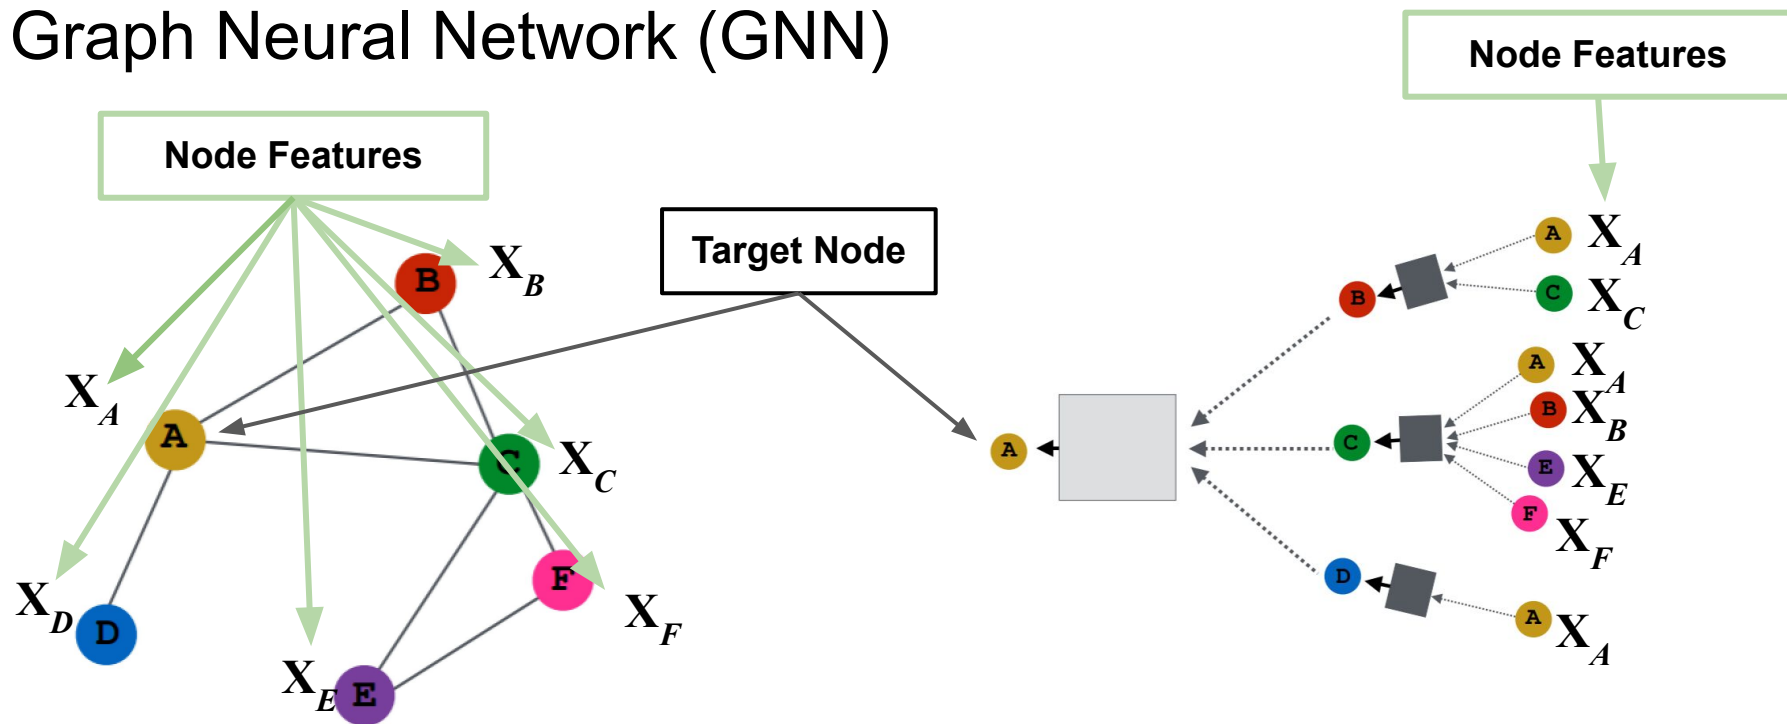 Graph Neural Network (GNN)
Node Features
Node Features
Target Node
X_A
X_B
X_C
X_D
X_E
X_F
A
B
C
D
E
F
A
B
C
D
A X_A
C X_C
A X_A
B X_B
E X_E
F X_F
A X_A